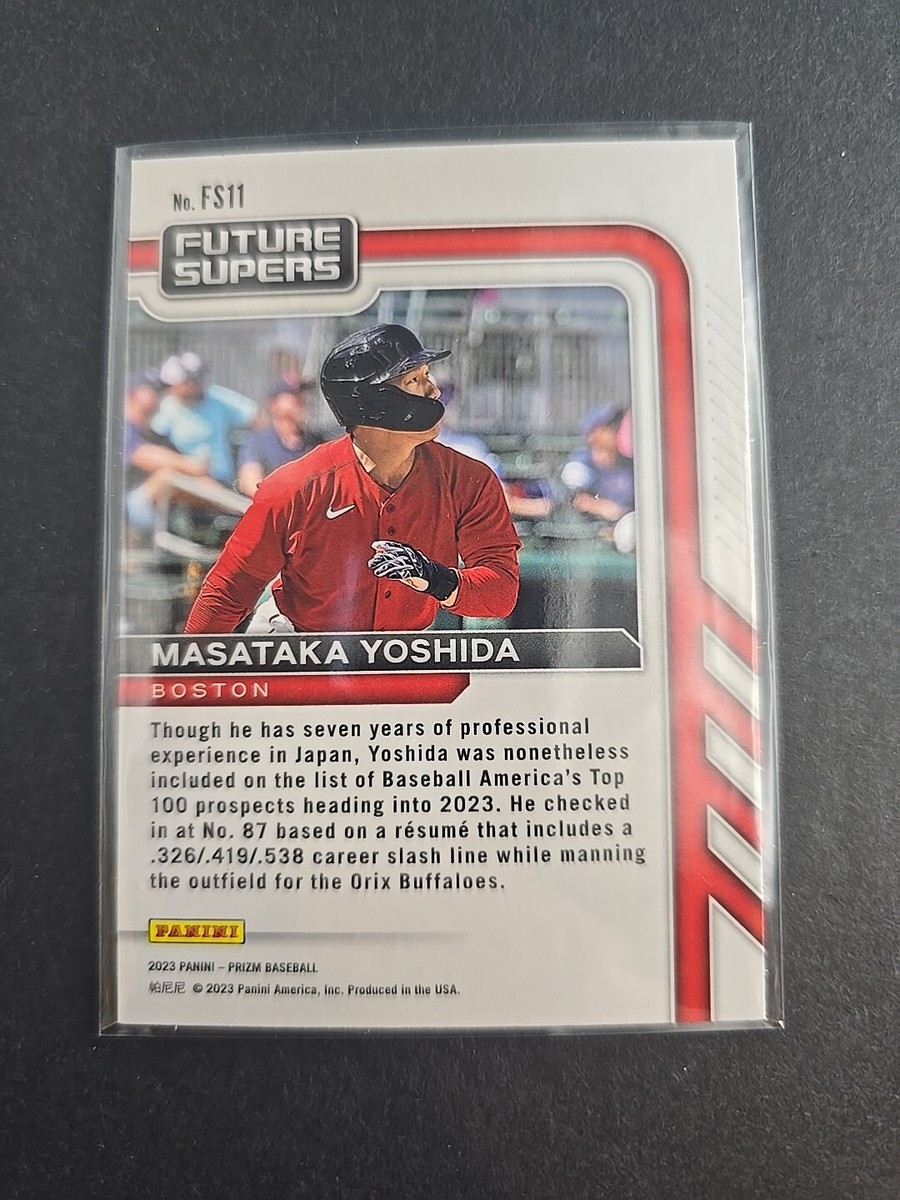 No. FS11
FUTURE
SUPERS
MASATAKA YOSHIDA
BOSTON
Though he has seven years of professional
experience in Japan, Yoshida was nonetheless
included on the list of Baseball America's Top
100 prospects heading into 2023. He checked
in at No. 87 based on a résumé that includes a
.326/.419/.538 career slash line while manning
the outfield for the Orix Buffaloes.
PANINI
2023 PANINI – PRIZM BASEBALL
帕尼尼 © 2023 Panini America, Inc. Produced in the USA.